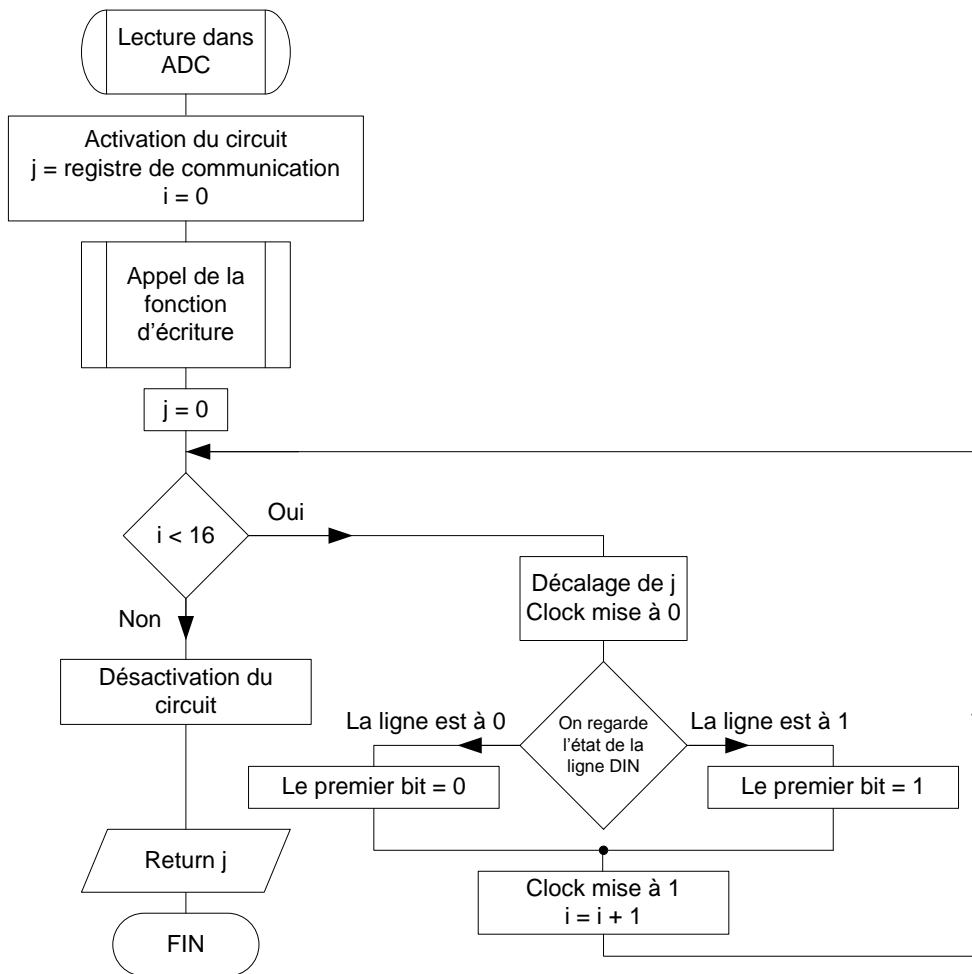 Lecture dans
ADC
Activation du circuit
j = registre de communication
i = 0
Appel de la
fonction
d'écriture
j = 0
i < 16
Oui
Non
Décalage de j
Clock mise à 0
Désactivation du
circuit
On regarde
l'état de la
ligne DIN
La ligne est à 0
La ligne est à 1
Le premier bit = 0
Le premier bit = 1
Clock mise à 1
i = i + 1
Return j
FIN